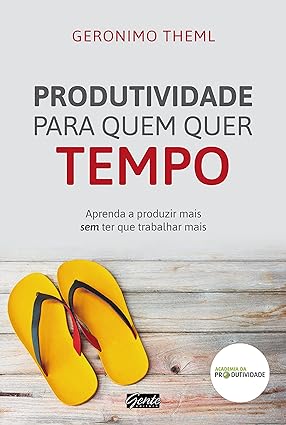 GERONIMO THEML
PRODUTIVIDADE
PARA QUEM QUER
TEMPO
Aprenda a produzir mais
sem ter que trabalhar mais
ACADEMIA DA
PRODUTIVIDADE
Gente
EDITORA